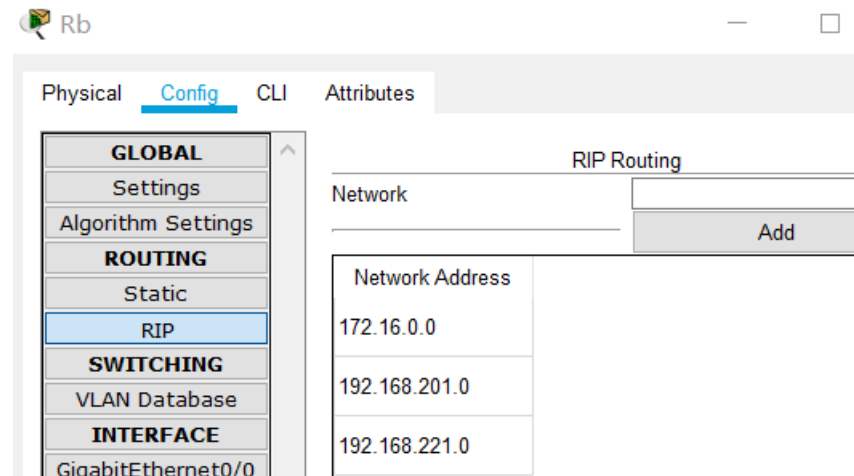 Rb
Physical Config CLI Attributes
GLOBAL
Settings
Algorithm Settings
ROUTING
Static
RIP
SWITCHING
VLAN Database
INTERFACE
GigabitEthernet0/0
RIP Routing
Network
Add
Network Address
172.16.0.0
192.168.201.0
192.168.221.0